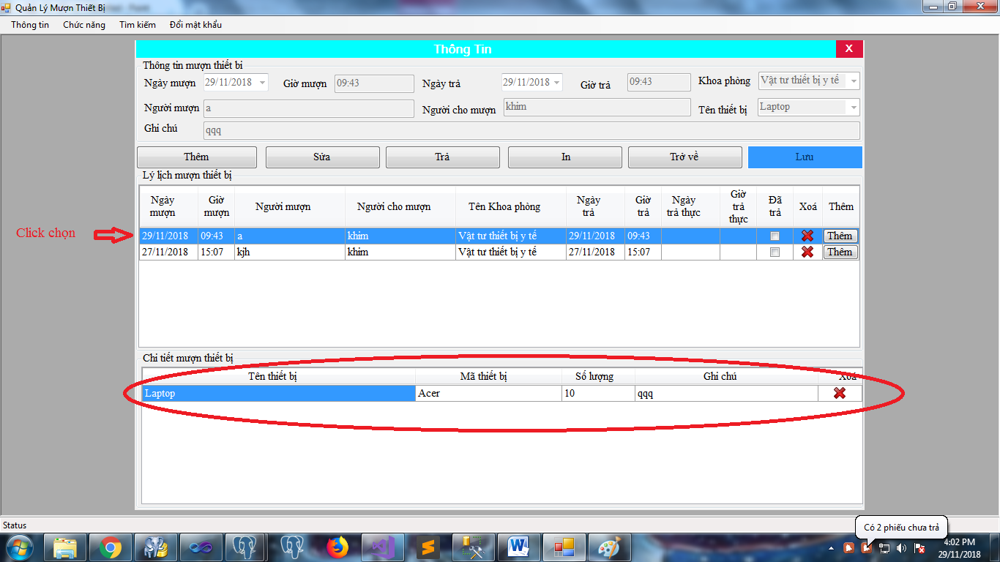 Quản Lý Mượn Thiết Bị
Thông tin Chức năng Tìm kiếm Đổi mật khẩu
Thông Tin X
Thông tin mượn thiết bị
Ngày mượn 29/11/2018 Giờ mượn 09:43 Ngày trả 29/11/2018 Giờ trả 09:43 Khoa phòng Vật tư thiết bị y tế
Người mượn a Người cho mượn khim Tên thiết bị Laptop
Ghi chú qqq
Thêm Sửa Trả In Trở về Lưu
Lý lịch mượn thiết bị
Ngày mượn Giờ mượn Người mượn Người cho mượn Tên Khoa phòng Ngày trả Giờ trả Ngày trả thực Giờ trả thực Đã trả Xoá Thêm
Click chọn
29/11/2018 09:43 a khim Vật tư thiết bị y tế 29/11/2018 09:43 Thêm
27/11/2018 15:07 kjh khim Vật tư thiết bị y tế 27/11/2018 15:07 Thêm
Chi tiết mượn thiết bị
Tên thiết bị Mã thiết bị Số lượng Ghi chú Xoá
Laptop Acer 10 qqq
Status
Có 2 phiếu chưa trả
4:02 PM
29/11/2018